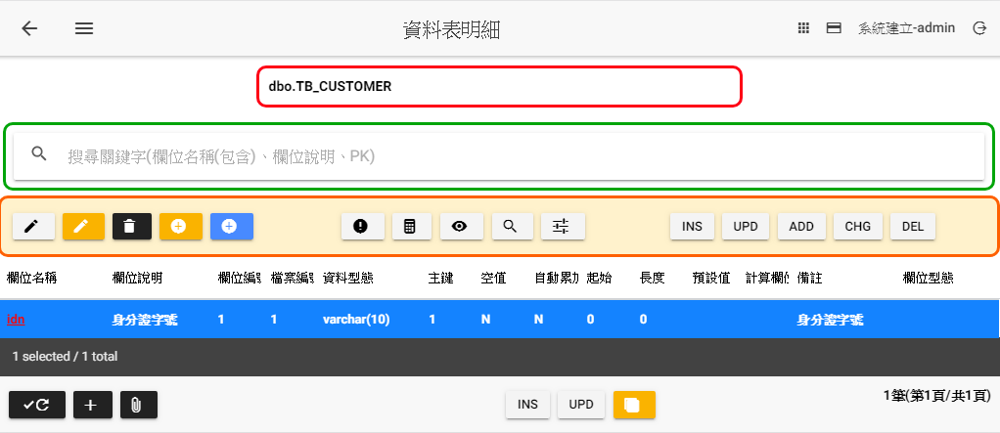 資料表明細
系統建立-admin
dbo.TB_CUSTOMER
搜尋關鍵字(欄位名稱(包含)、欄位說明、PK)
INS UPD ADD CHG DEL
欄位名稱 欄位說明 欄位編號 檔案編號 資料型態 主鍵 空值 自動累加 起始 長度 預設值 計算欄位 備註 欄位型態
idn 身分證字號 1 1 varchar(10) 1 N N 0 0 身分證字號
1 selected / 1 total
INS UPD
1筆(第1頁/共1頁)